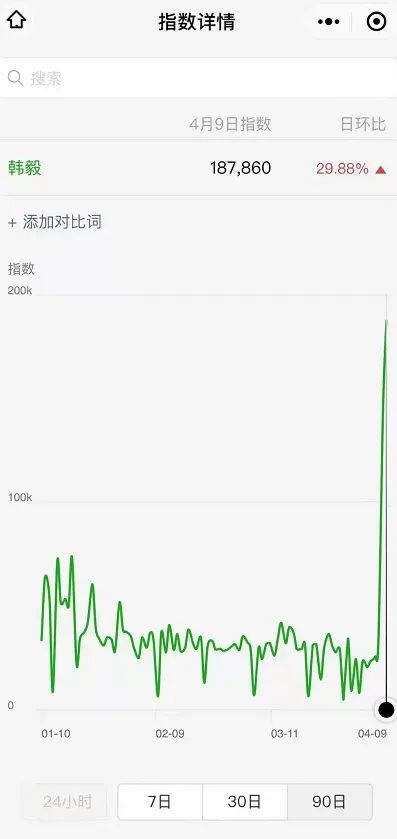 指数详情
搜索
4月9日指数 日环比
韩毅 187,860 29.88% ▲
+ 添加对比词
指数
200k
100k
0
01-10 02-09 03-11 04-09
24小时 7日 30日 90日